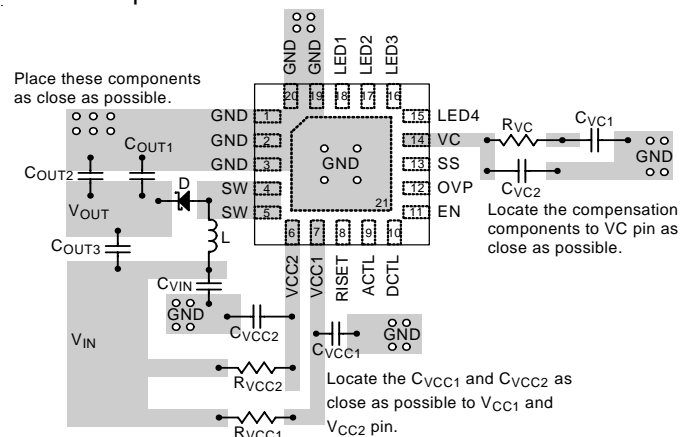 Place these components
as close as possible.
GND
GND
LED1
LED2
LED3
20
19
18
17
16
GND
1
GND
2
GND
3
SW
4
SW
5
15
LED4
14
VC
13
SS
12
OVP
11
EN
GND
21
6
7
8
9
10
VCC2
VCC1
RISET
ACTL
DCTL
COUT1
COUT2
D
VOUT
COUT3
L
CVIN
GND
CVCC2
VIN
RVCC2
RVCC1
CVCC1
GND
RVC
CVC1
CVC2
GND
Locate the compensation
components to VC pin as
close as possible.
Locate the CVCC1 and CVCC2 as
close as possible to VCC1 and
VCC2 pin.